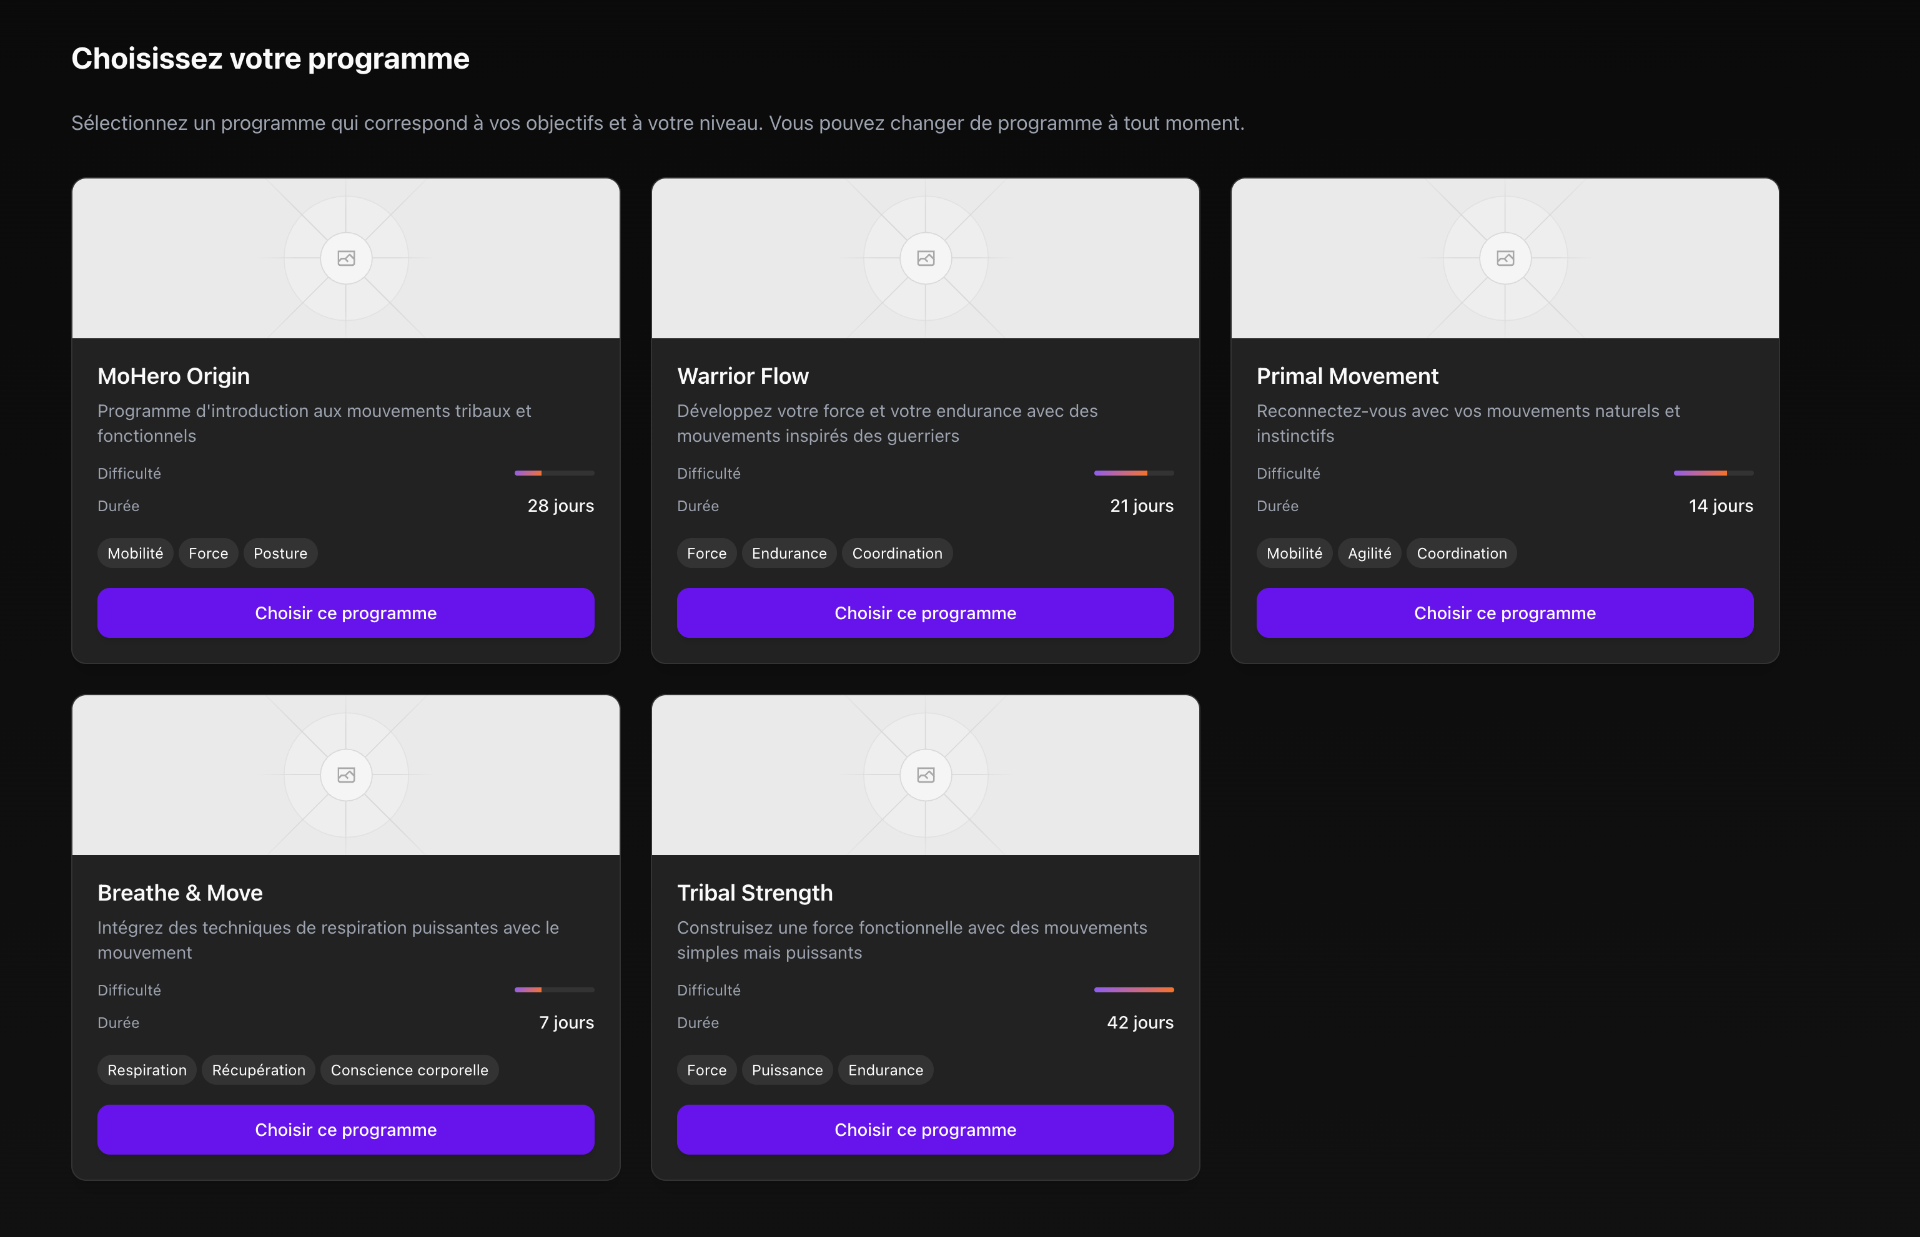 Choisissez votre programme
Sélectionnez un programme qui correspond à vos objectifs et à votre niveau. Vous pouvez changer de programme à tout moment.
MoHero Origin
Programme d'introduction aux mouvements tribaux et
fonctionnels
Difficulté
Durée
28 jours
Mobilité
Force
Posture
Choisir ce programme
Warrior Flow
Développez votre force et votre endurance avec des
mouvements inspirés des guerriers
Difficulté
Durée
21 jours
Force
Endurance
Coordination
Choisir ce programme
Primal Movement
Reconnectez-vous avec vos mouvements naturels et
instinctifs
Difficulté
Durée
14 jours
Mobilité
Agilité
Coordination
Choisir ce programme
Breathe & Move
Intégrez des techniques de respiration puissantes avec le
mouvement
Difficulté
Durée
7 jours
Respiration
Récupération
Conscience corporelle
Choisir ce programme
Tribal Strength
Construisez une force fonctionnelle avec des mouvements
simples mais puissants
Difficulté
Durée
42 jours
Force
Puissance
Endurance
Choisir ce programme